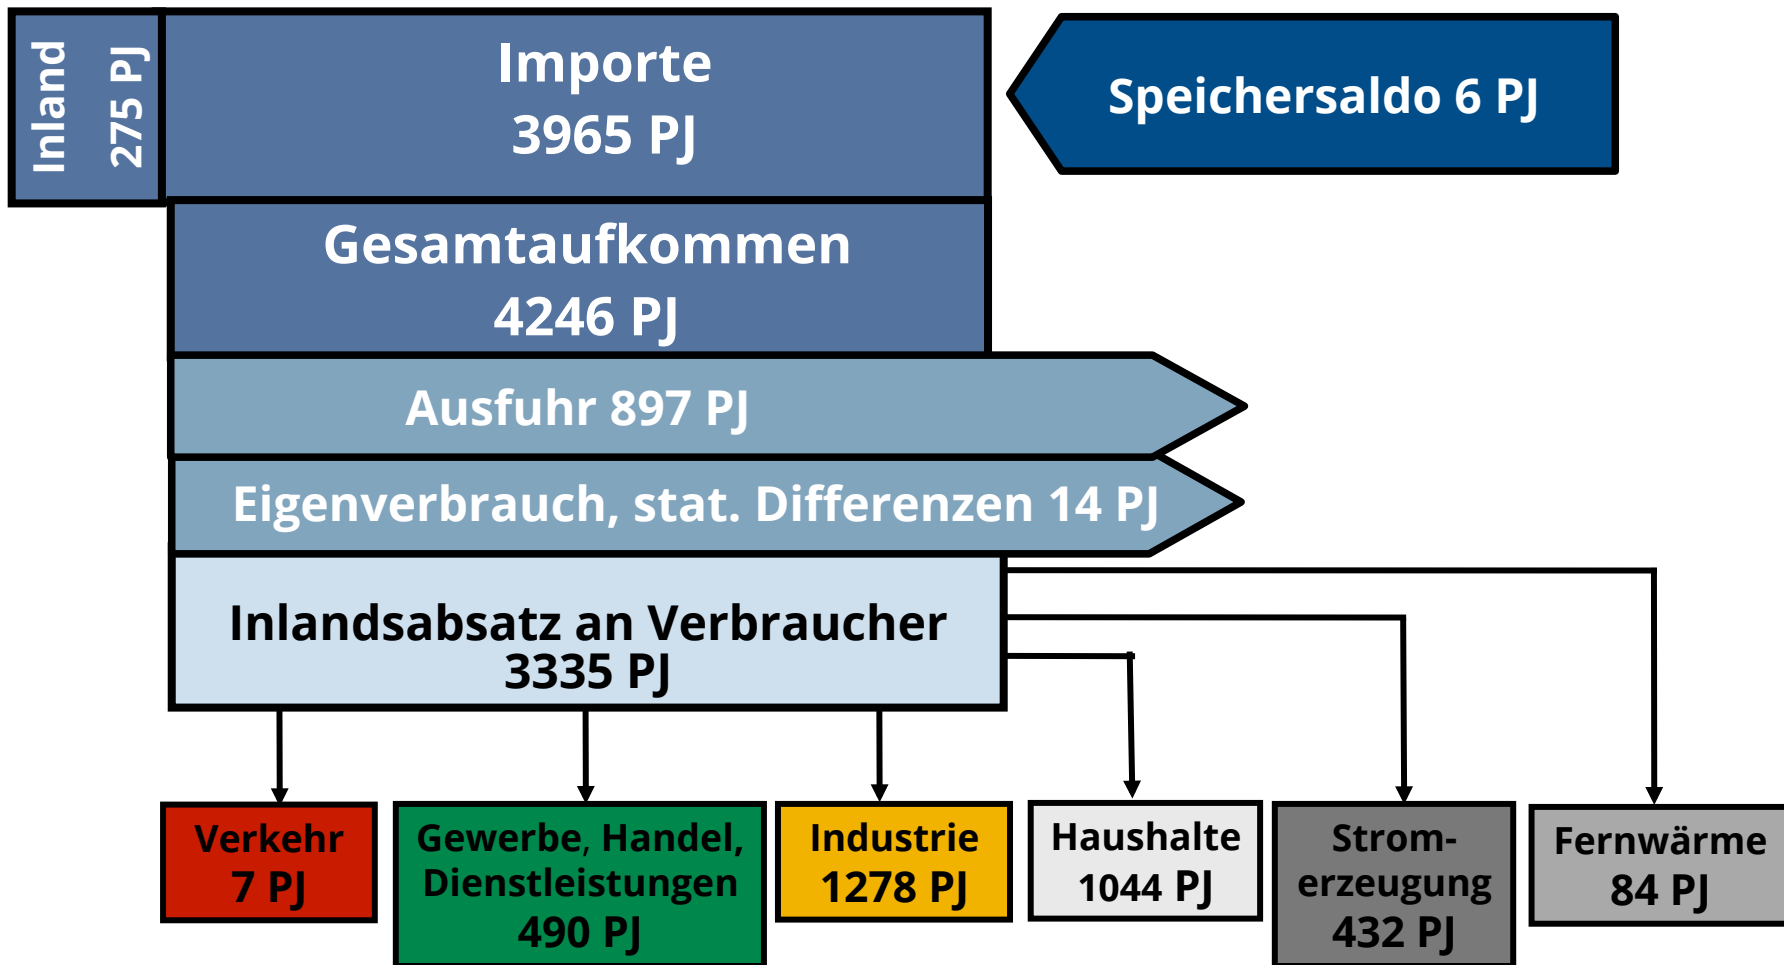 Inland
275 PJ
Importe
3965 PJ
Speichersaldo 6 PJ
Gesamtaufkommen
4246 PJ
Ausfuhr 897 PJ
Eigenverbrauch, stat. Differenzen 14 PJ
Inlandsabsatz an Verbraucher
3335 PJ
Verkehr
7 PJ
Gewerbe, Handel,
Dienstleistungen
490 PJ
Industrie
1278 PJ
Haushalte
1044 PJ
Strom-
erzeugung
432 PJ
Fernwärme
84 PJ